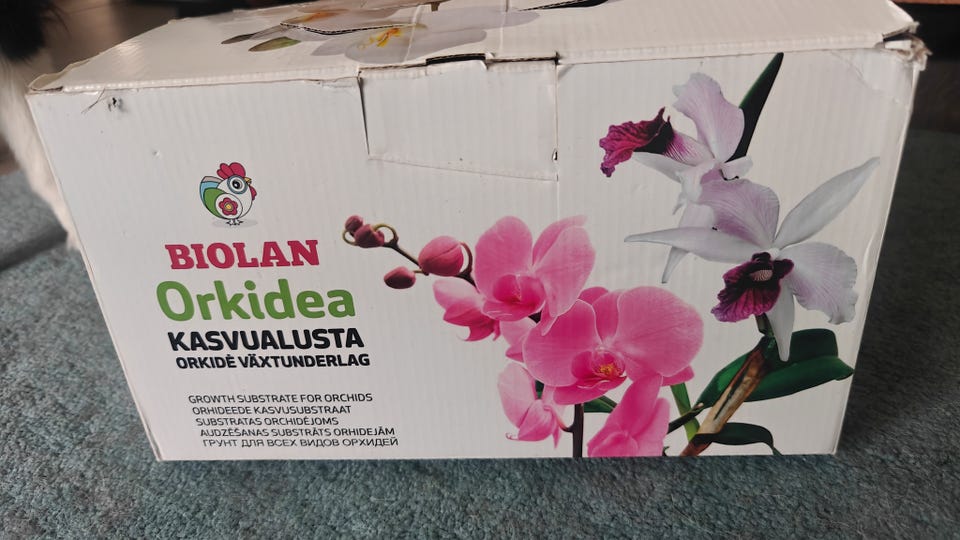 BIOLAN
Orkidea
KASVUALUSTA
ORKIDÉ VÄXTUNDERLAG
GROWTH SUBSTRATE FOR ORCHIDS
ORHIDEEDE KASVUSUBSTRAAT
SUBSTRATAS ORCHIDĖJOMS
AUDZĒŠANAS SUBSTRĀTS ORHIDEJĀM
ГРУНТ ДЛЯ ВСЕХ ВИДОВ ОРХИДЕЙ